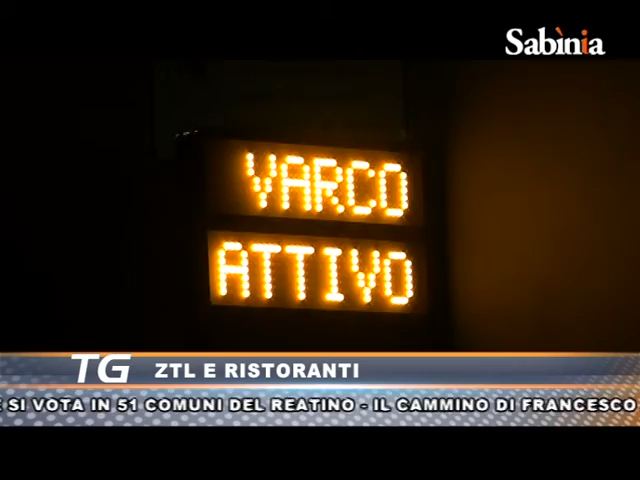 Sabìnia
VARCO
ATTIVO
TG ZTL E RISTORANTI
SI VOTA IN 51 COMUNI DEL REATINO - IL CAMMINO DI FRANCESCO